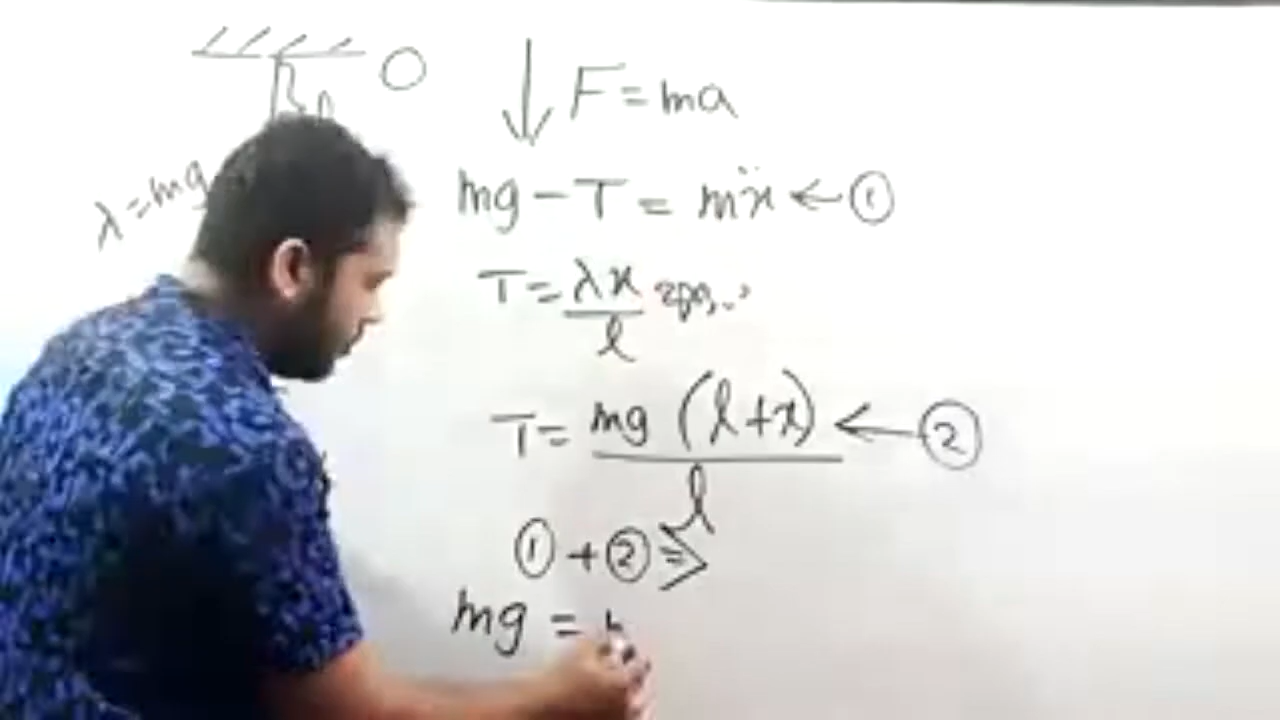 O
F = ma
λ = mg
mg − T = mẍ ← ①
T = λx / l
T = mg (l + x) / l ← ②
① + ② ⇒
mg =